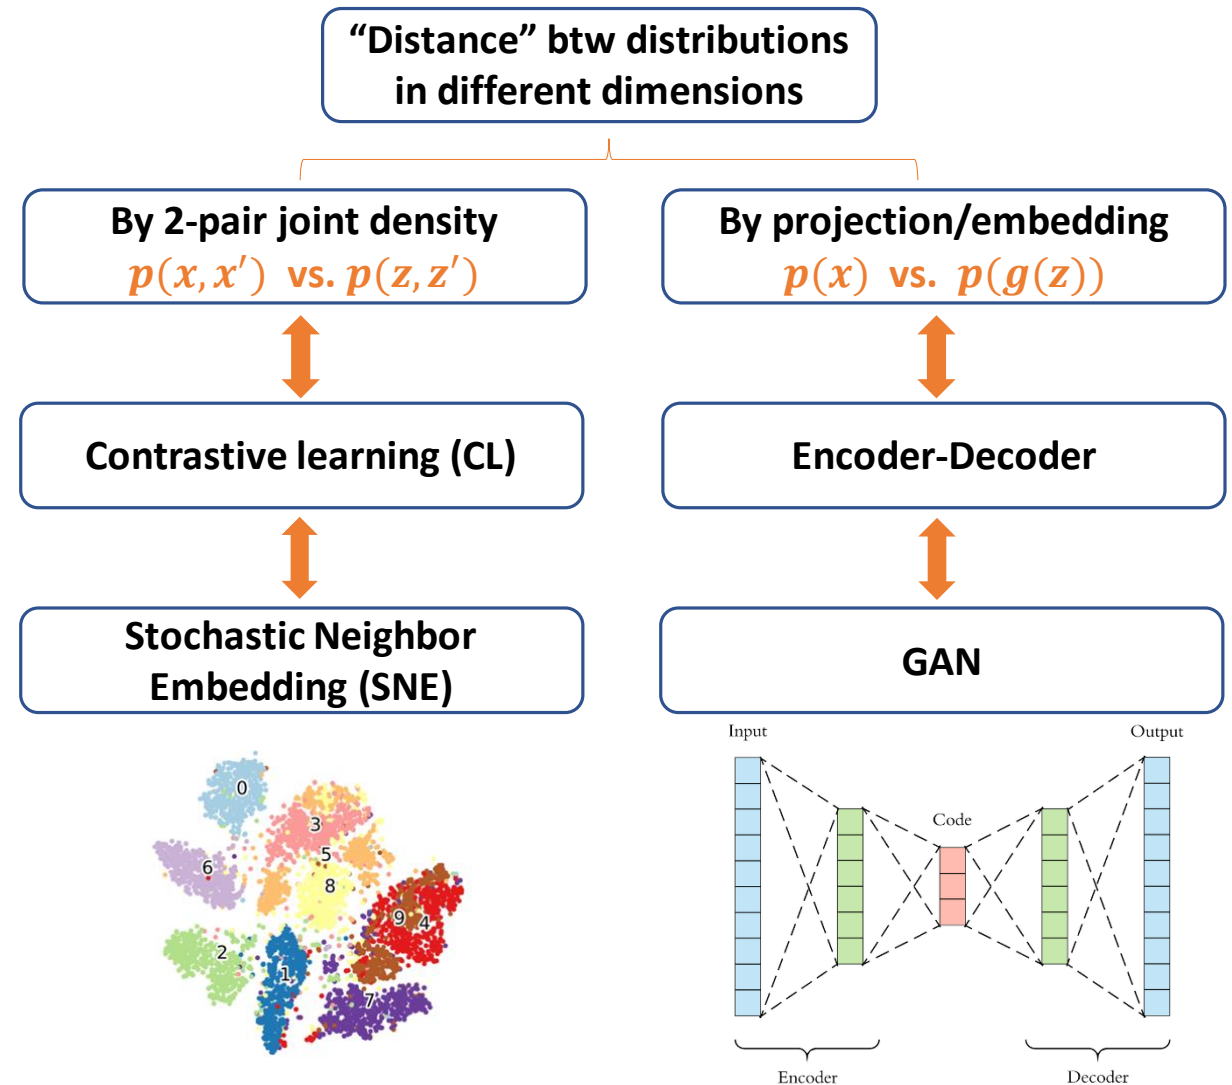 “Distance” btw distributions
in different dimensions
By 2-pair joint density
p(x, x′) vs. p(z, z′)
By projection/embedding
p(x) vs. p(g(z))
Contrastive learning (CL)
Encoder-Decoder
Stochastic Neighbor
Embedding (SNE)
GAN
0
3
5
6
8
9
4
2
1
7
Input
Output
Code
Encoder
Decoder